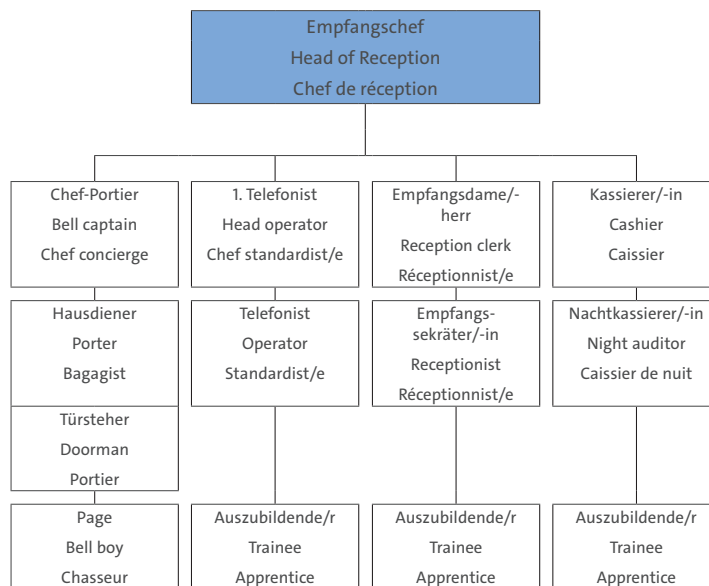 Empfangschef
Head of Reception
Chef de réception
Chef-Portier
Bell captain
Chef concierge
1. Telefonist
Head operator
Chef standardist/e
Empfangsdame/-
herr
Reception clerk
Réceptionnist/e
Kassierer/-in
Cashier
Caissier
Hausdiener
Porter
Bagagist
Telefonist
Operator
Standardist/e
Empfangs-
sekräter/-in
Receptionist
Réceptionnist/e
Nachtkassierer/-in
Night auditor
Caissier de nuit
Türsteher
Doorman
Portier
Page
Bell boy
Chasseur
Auszubildende/r
Trainee
Apprentice
Auszubildende/r
Trainee
Apprentice
Auszubildende/r
Trainee
Apprentice